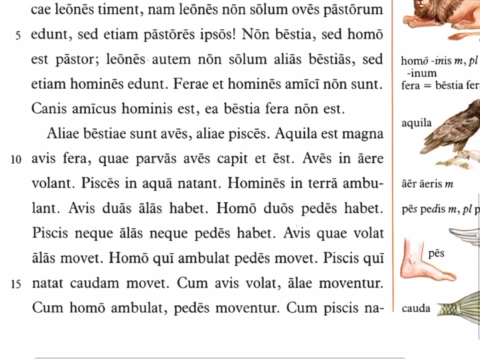 cae leōnēs timent, nam leōnēs nōn sōlum ovēs pāstōrum
5 edunt, sed etiam pāstōrēs ipsōs! Nōn bēstia, sed homō
est pāstor; leōnēs autem nōn sōlum aliās bēstiās, sed
etiam hominēs edunt. Ferae et hominēs amīcī nōn sunt.
Canis amīcus hominis est, ea bēstia fera nōn est.
Aliae bēstiae sunt avēs, aliae piscēs. Aquila est magna
10 avis fera, quae parvās avēs capit et ēst. Avēs in āere
volant. Piscēs in aquā natant. Hominēs in terrā ambu-
lant. Avis duās ālās habet. Homō duōs pedēs habet.
Piscis neque ālās neque pedēs habet. Avis quae volat
ālās movet. Homō quī ambulat pedēs movet. Piscis quī
15 natat caudam movet. Cum avis volat, ālae moventur.
Cum homō ambulat, pedēs moventur. Cum piscis na-
homō -inis m, pl
-inum
fera = bēstia fer
aquila
āēr āeris m
pēs pedis m, pl p
pēs
cauda